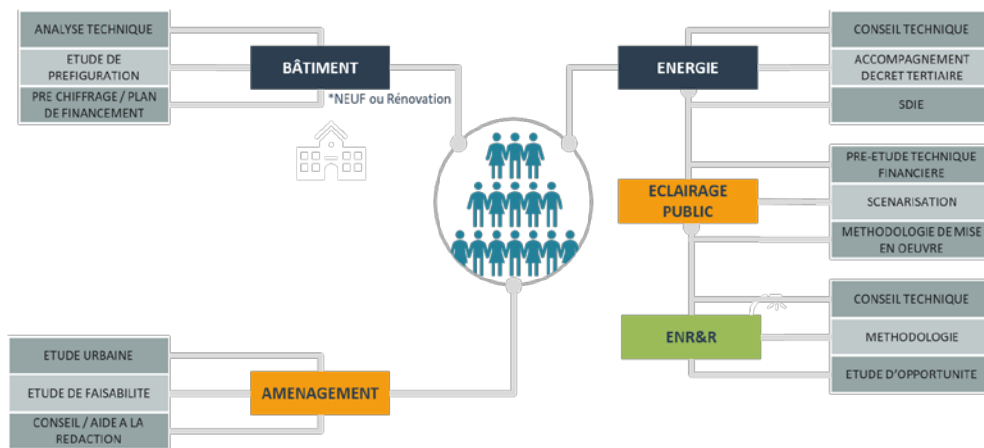 ANALYSE TECHNIQUE
ETUDE DE
PREFIGURATION
PRE CHIFFRAGE / PLAN
DE FINANCEMENT
BÂTIMENT
*NEUF ou Rénovation
ENERGIE
CONSEIL TECHNIQUE
ACCOMPAGNEMENT
DECRET TERTIAIRE
SDIE
ECLAIRAGE
PUBLIC
PRE-ETUDE TECHNIQUE
FINANCIERE
SCENARISATION
METHODOLOGIE DE MISE
EN OEUVRE
ENR&R
CONSEIL TECHNIQUE
METHODOLOGIE
ETUDE D'OPPORTUNITE
ETUDE URBAINE
ETUDE DE FAISABILITE
CONSEIL / AIDE A LA
REDACTION
AMENAGEMENT